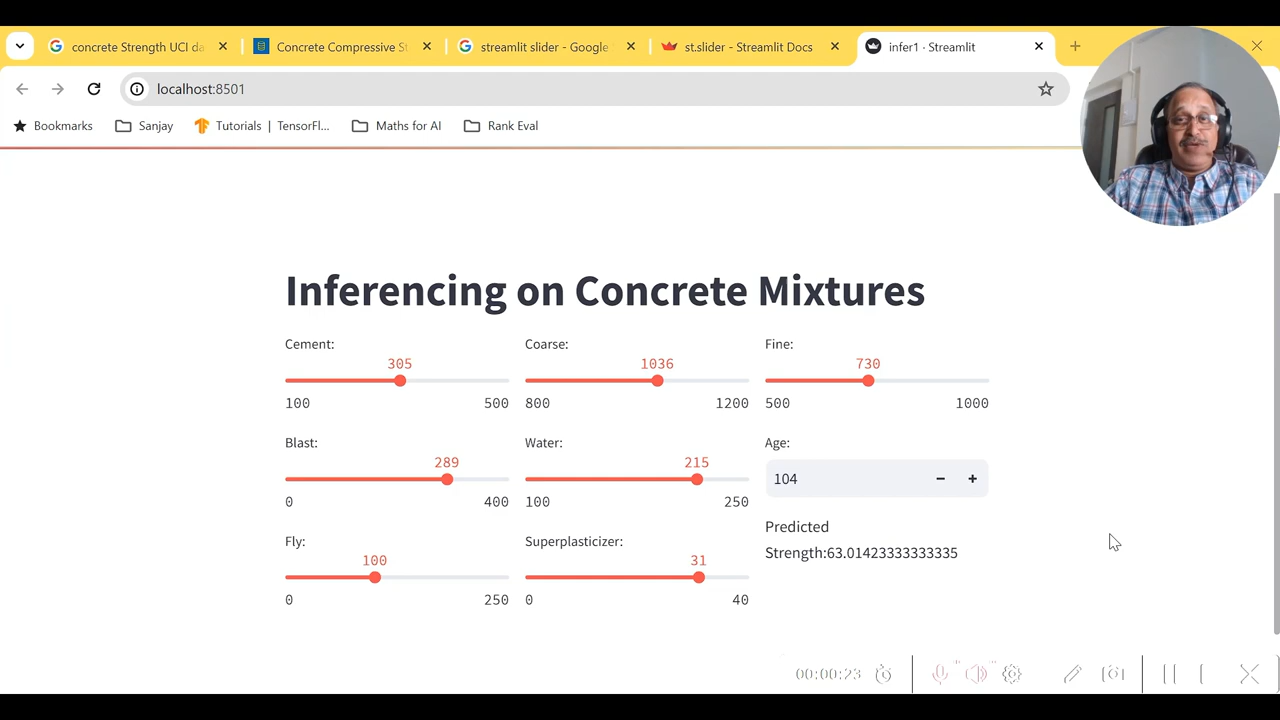 concrete Strength UCI da
Concrete Compressive St
streamlit slider - Google
st.slider - Streamlit Docs
infer1 · Streamlit
localhost:8501
Bookmarks
Sanjay
Tutorials | TensorFl...
Maths for AI
Rank Eval
Inferencing on Concrete Mixtures
Cement:
305
100 500
Coarse:
1036
800 1200
Fine:
730
500 1000
Blast:
289
0 400
Water:
215
100 250
Age:
104
Fly:
100
0 250
Superplasticizer:
31
0 40
Predicted
Strength:63.01423333333335
00:00:23